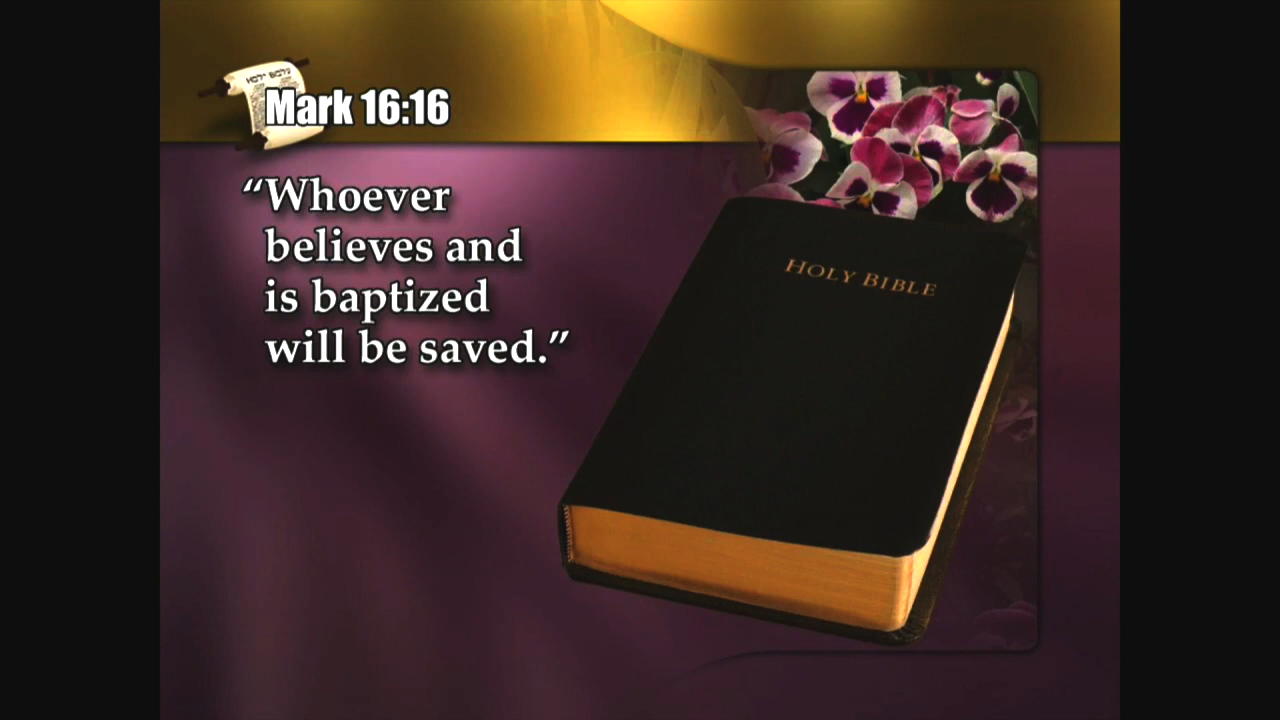 Mark 16:16
“Whoever
believes and
is baptized
will be saved.”
HOLY BIBLE